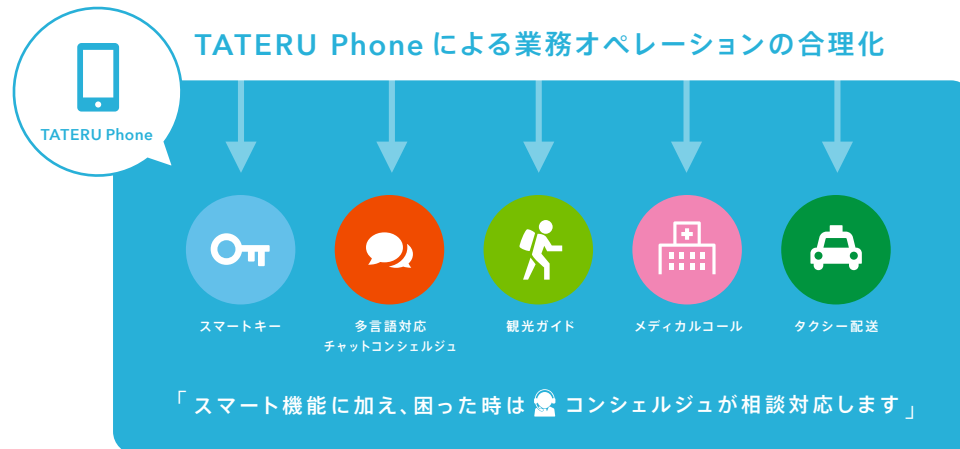 TATERU Phone による業務オペレーションの合理化
TATERU Phone
スマートキー
多言語対応
チャットコンシェルジュ
観光ガイド
メディカルコール
タクシー配送
「スマート機能に加え、困った時は コンシェルジュが相談対応します」